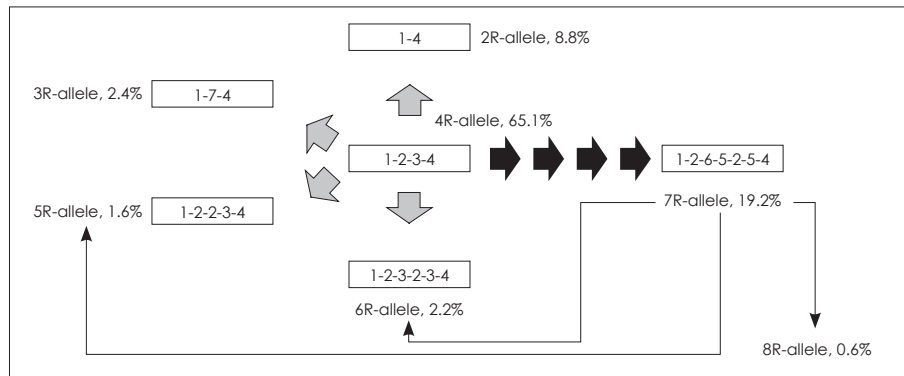 1-4 2R-allele, 8.8%
3R-allele, 2.4% 1-7-4
4R-allele, 65.1%
1-2-3-4 1-2-6-5-2-5-4
7R-allele, 19.2%
5R-allele, 1.6% 1-2-2-3-4
1-2-3-2-3-4
6R-allele, 2.2%
8R-allele, 0.6%